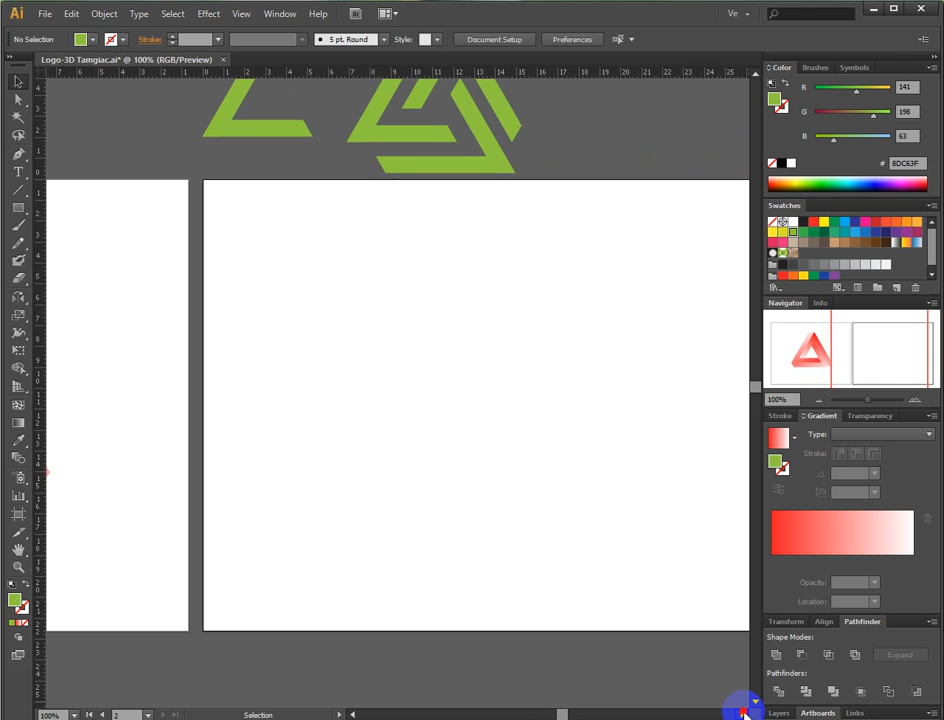 Ai File Edit Object Type Select Effect View Window Help Br Ve
No Selection Stroke: 5 pt. Round Style: Document Setup Preferences
Logo-3D Tamgiac.ai* @ 100% (RGB/Preview) ×
Color Brushes Symbols
R 141
G 198
B 63
# 8DC63F
Swatches
Navigator Info
100%
Stroke Gradient Transparency
Type:
Stroke:
Opacity:
Location:
Transform Align Pathfinder
Shape Modes:
Expand
Pathfinders:
Layers Artboards Links
100% 2 Selection